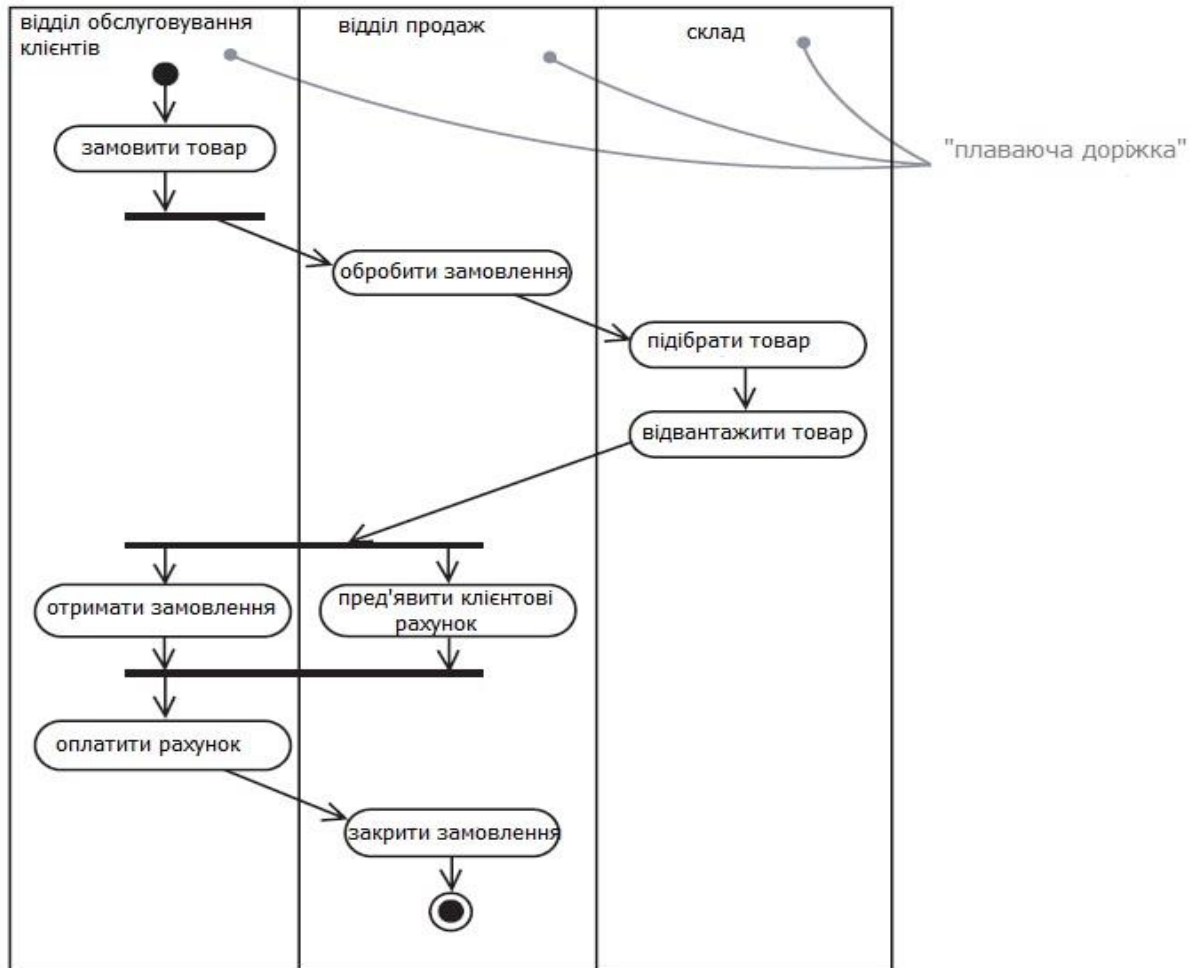 відділ обслуговування
клієнтів
відділ продаж
склад
"плаваюча доріжка"
замовити товар
обробити замовлення
підібрати товар
відвантажити товар
отримати замовлення
пред'явити клієнтові
рахунок
оплатити рахунок
закрити замовлення